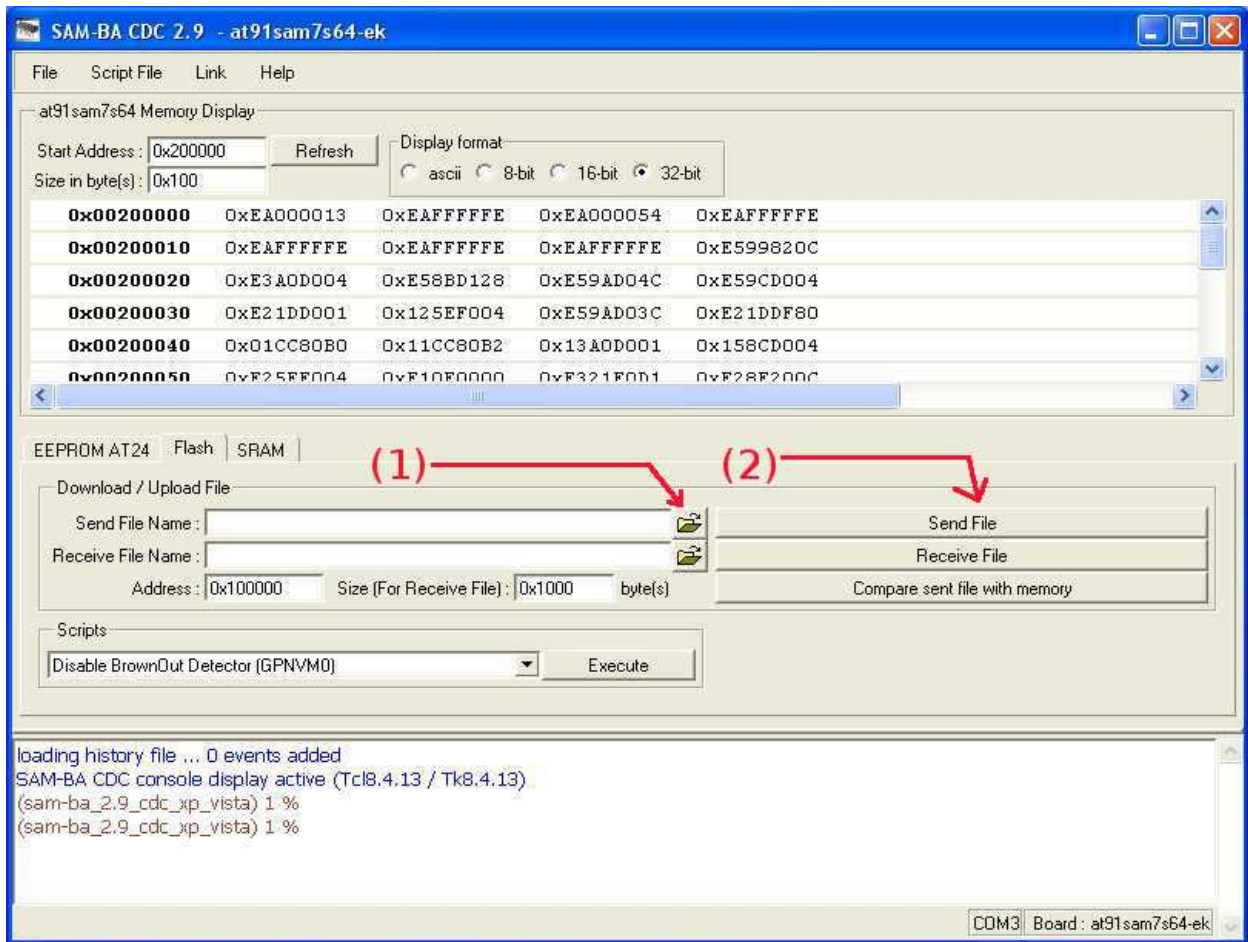 SAM-BA CDC 2.9 - at91sam7s64-ek
File Script File Link Help
at91sam7s64 Memory Display
Start Address : 0x200000 Refresh
Size in byte(s) : 0x100
Display format
ascii 8-bit 16-bit 32-bit
0x00200000 0xEA000013 0xEAFFFFFE 0xEA000054 0xEAFFFFFE
0x00200010 0xEAFFFFFE 0xEAFFFFFE 0xEAFFFFFE 0xE599820C
0x00200020 0xE3A0D004 0xE58BD128 0xE59AD04C 0xE59CD004
0x00200030 0xE21DD001 0x125EF004 0xE59AD03C 0xE21DDF80
0x00200040 0x01CC80B0 0x11CC80B2 0x13A0D001 0x158CD004
0x00200050 0xE25EF004 0xE10F0000 0xE321F0D1 0xE28F200C
EEPROM AT24 Flash SRAM
(1) (2)
Download / Upload File
Send File Name : Send File
Receive File Name : Receive File
Address : 0x100000 Size (For Receive File) : 0x1000 byte(s) Compare sent file with memory
Scripts
Disable BrownOut Detector (GPNVM0) Execute
loading history file ... 0 events added
SAM-BA CDC console display active (Tcl8.4.13 / Tk8.4.13)
(sam-ba_2.9_cdc_xp_vista) 1 %
(sam-ba_2.9_cdc_xp_vista) 1 %
COM3 Board : at91sam7s64-ek